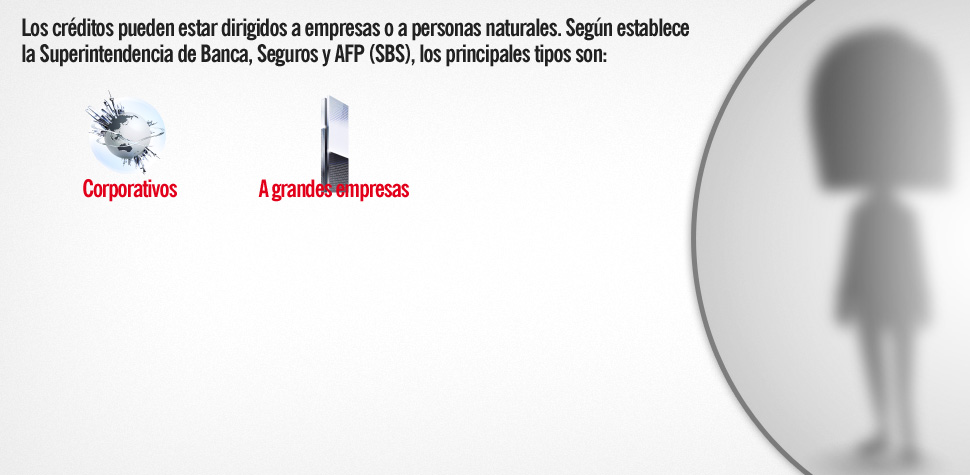 Los créditos pueden estar dirigidos a empresas o a personas naturales. Según establece
la Superintendencia de Banca, Seguros y AFP (SBS), los principales tipos son:
Corporativos
A grandes empresas